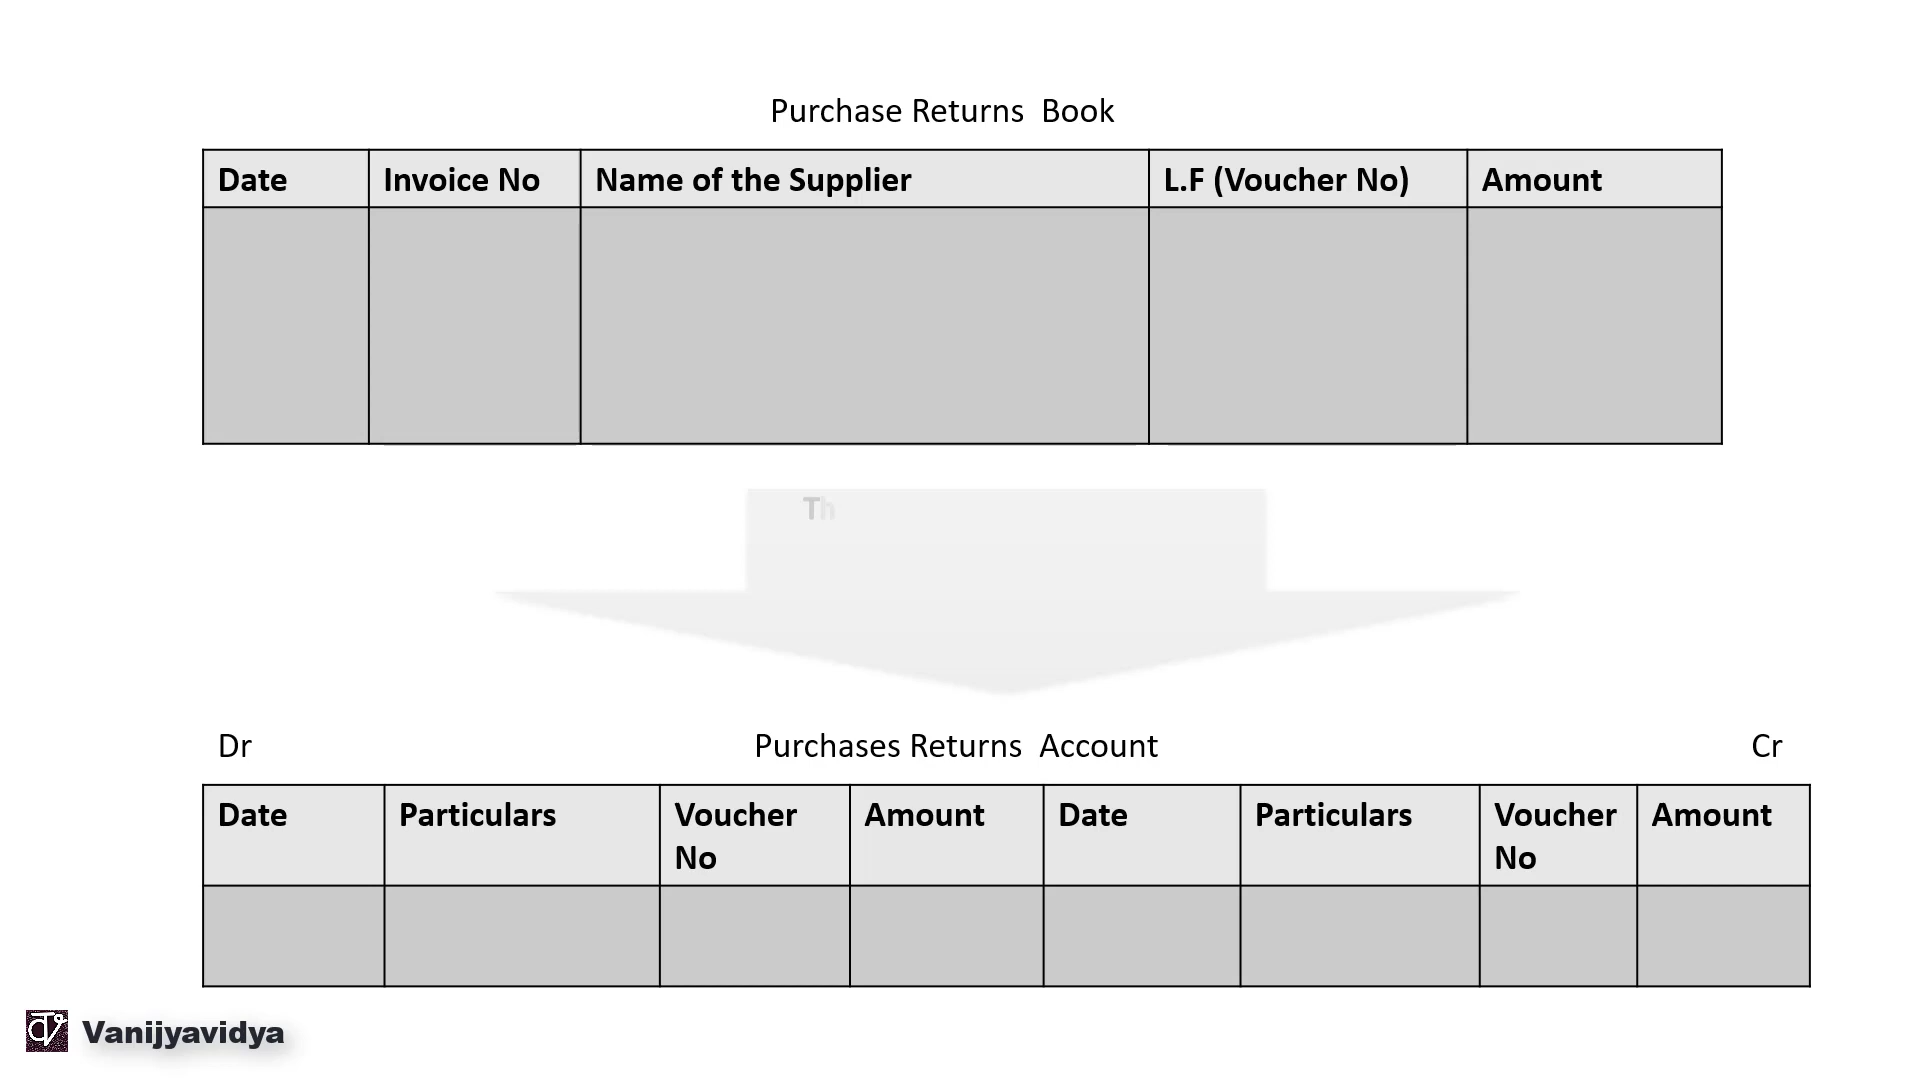 Purchase Returns Book
Date Invoice No Name of the Supplier L.F (Voucher No) Amount
Th
Dr Purchases Returns Account Cr
Date Particulars Voucher No Amount Date Particulars Voucher No Amount
Vanijyavidya